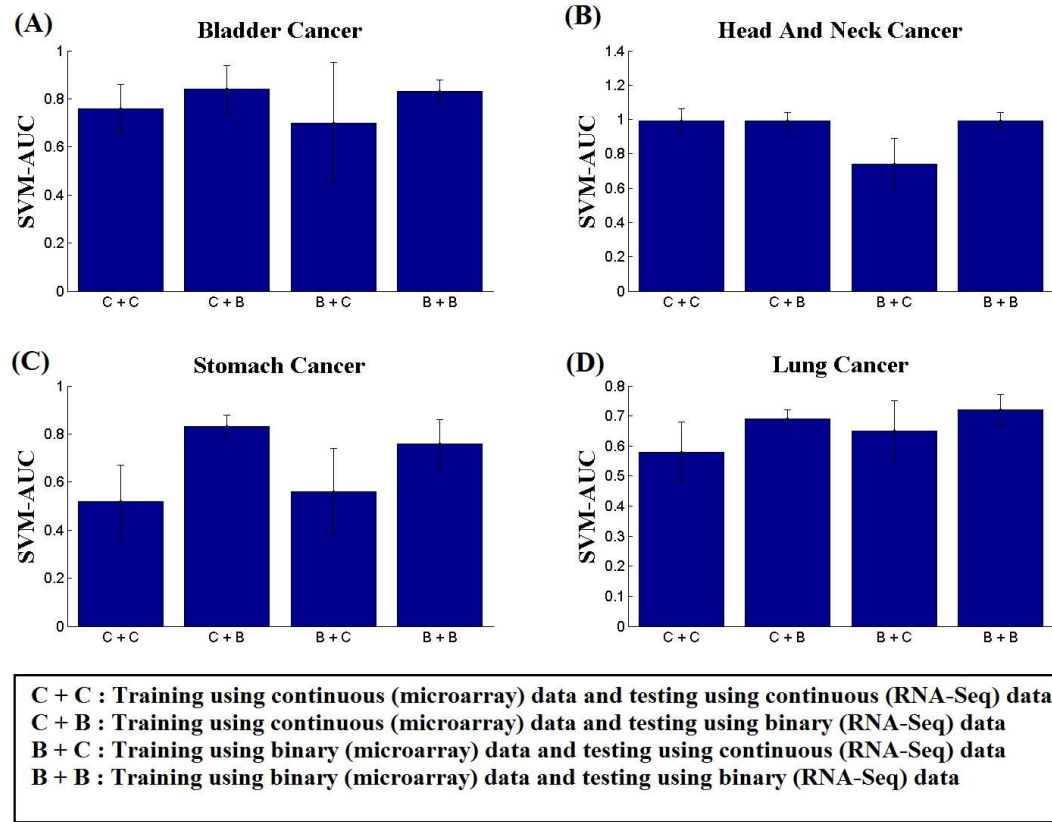 (A)
Bladder Cancer
SVM-AUC
1
0.8
0.6
0.4
0.2
0
C + C C + B B + C B + B
(B)
Head And Neck Cancer
SVM-AUC
1.4
1.2
1
0.8
0.6
0.4
0.2
0
C + C C + B B + C B + B
(C)
Stomach Cancer
SVM-AUC
1
0.8
0.6
0.4
0.2
0
C + C C + B B + C B + B
(D)
Lung Cancer
SVM-AUC
0.8
0.7
0.6
0.5
0.4
0.3
0.2
0.1
0
C + C C + B B + C B + B
C + C : Training using continuous (microarray) data and testing using continuous (RNA-Seq) data
C + B : Training using continuous (microarray) data and testing using binary (RNA-Seq) data
B + C : Training using binary (microarray) data and testing using continuous (RNA-Seq) data
B + B : Training using binary (microarray) data and testing using binary (RNA-Seq) data